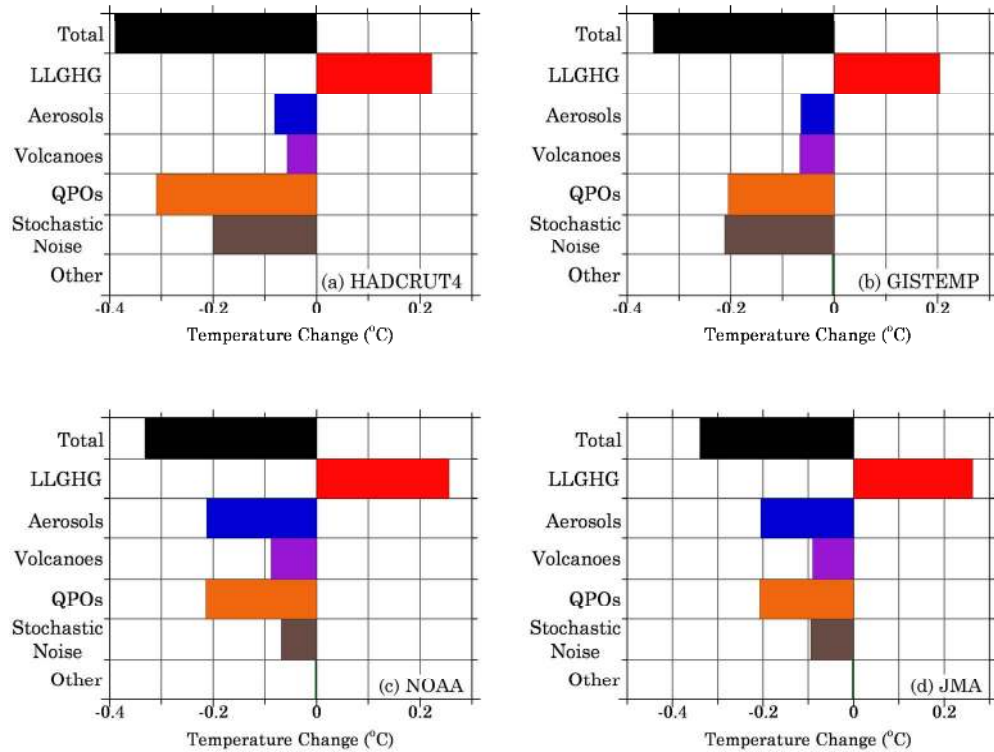 Total
LLGHG
Aerosols
Volcanoes
QPOs
Stochastic
Noise
Other
(a) HADCRUT4
-0.4 -0.2 0 0.2
Temperature Change (°C)
Total
LLGHG
Aerosols
Volcanoes
QPOs
Stochastic
Noise
Other
(b) GISTEMP
-0.4 -0.2 0 0.2
Temperature Change (°C)
Total
LLGHG
Aerosols
Volcanoes
QPOs
Stochastic
Noise
Other
(c) NOAA
-0.4 -0.2 0 0.2
Temperature Change (°C)
Total
LLGHG
Aerosols
Volcanoes
QPOs
Stochastic
Noise
Other
(d) JMA
-0.4 -0.2 0 0.2
Temperature Change (°C)